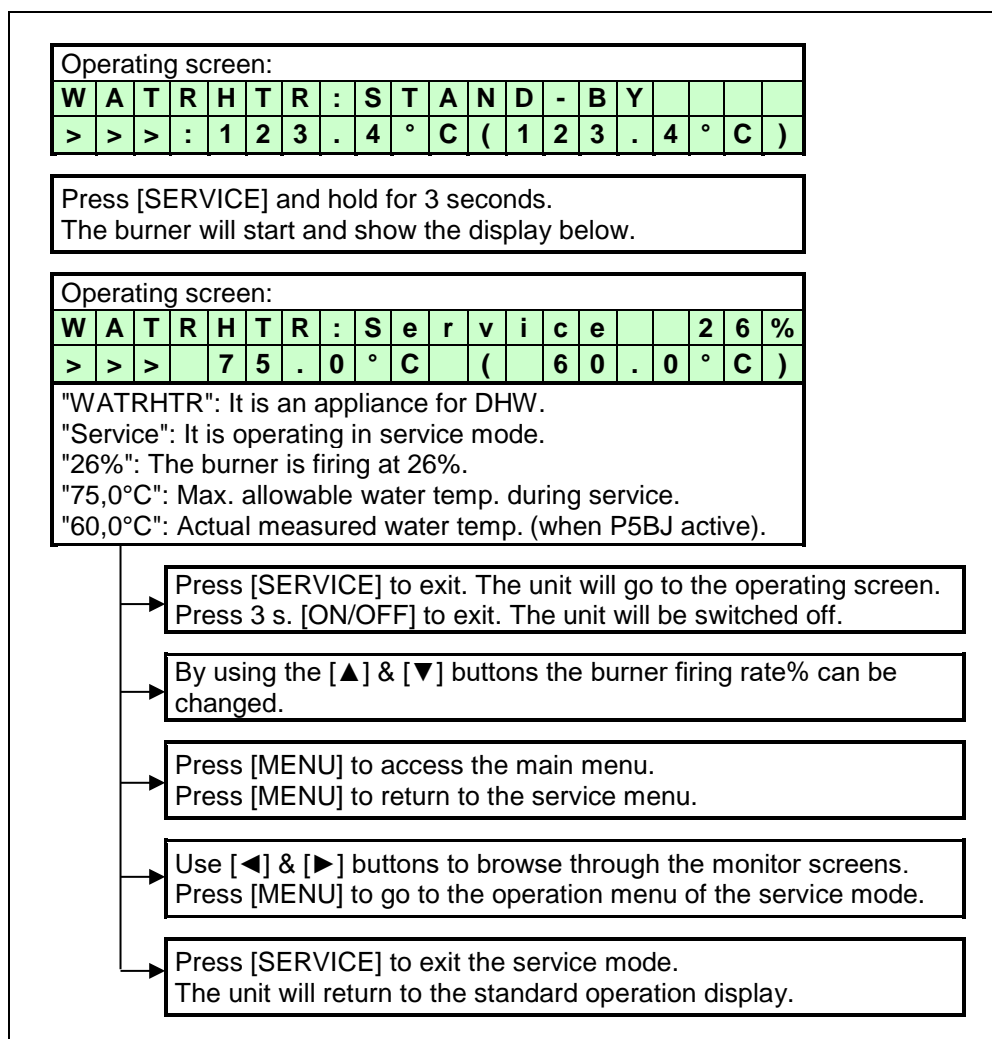 Operating screen:
WATRHTR:STAND-BY
>>>:123.4°C(123.4°C)
Press [SERVICE] and hold for 3 seconds.
The burner will start and show the display below.
Operating screen:
WATRHTR:Service  26%
>>> 75.0°C ( 60.0°C)
"WATRHTR": It is an appliance for DHW.
"Service": It is operating in service mode.
"26%": The burner is firing at 26%.
"75,0°C": Max. allowable water temp. during service.
"60,0°C": Actual measured water temp. (when P5BJ active).
Press [SERVICE] to exit. The unit will go to the operating screen.
Press 3 s. [ON/OFF] to exit. The unit will be switched off.
By using the [▲] & [▼] buttons the burner firing rate% can be
changed.
Press [MENU] to access the main menu.
Press [MENU] to return to the service menu.
Use [◄] & [►] buttons to browse through the monitor screens.
Press [MENU] to go to the operation menu of the service mode.
Press [SERVICE] to exit the service mode.
The unit will return to the standard operation display.